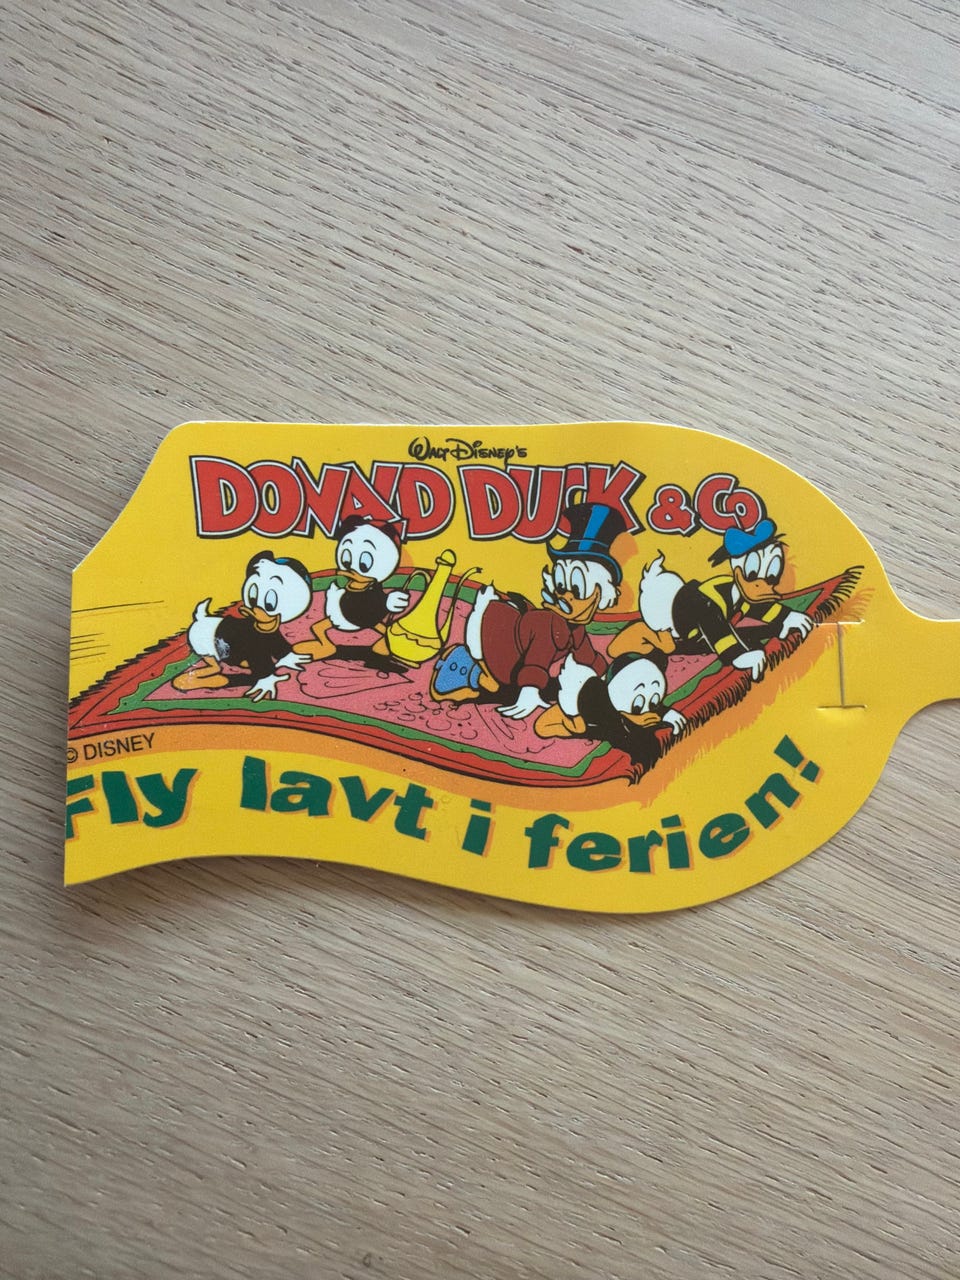 WALT DISNEY'S
DONALD DUCK & Co
© DISNEY
Fly lavt i ferien!